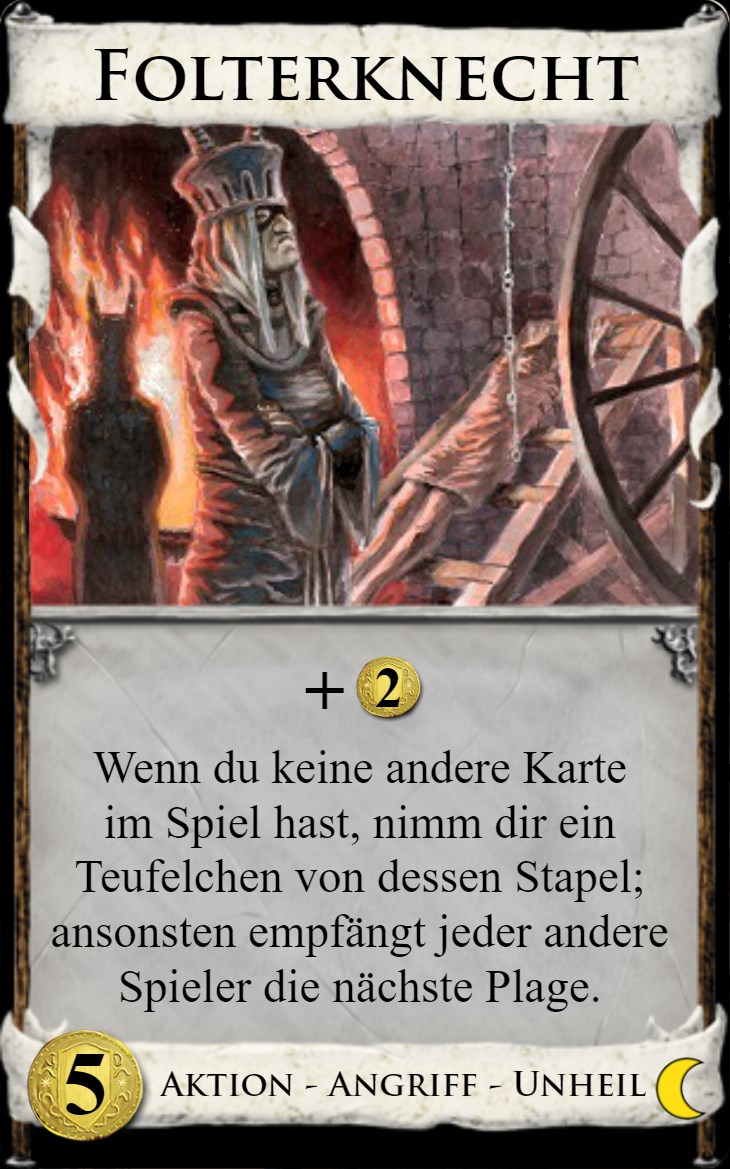 Folterknecht
+ 2
Wenn du keine andere Karte
im Spiel hast, nimm dir ein
Teufelchen von dessen Stapel;
ansonsten empfängt jeder andere
Spieler die nächste Plage.
5 Aktion - Angriff - Unheil